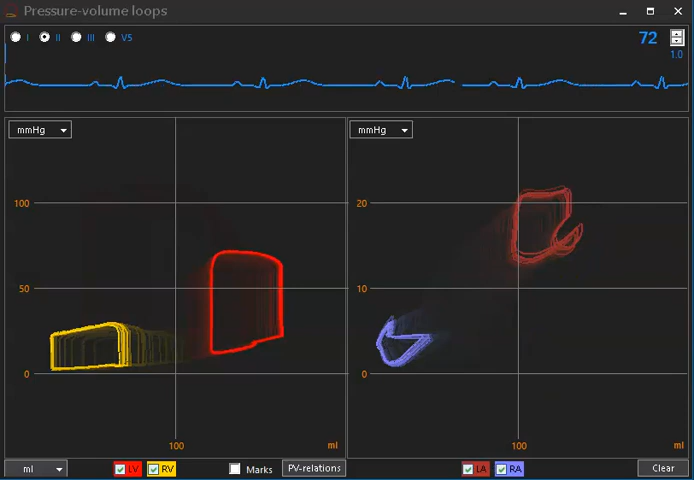 Pressure-volume loops
I II III V5 72
1.0
mmHg mmHg
100 20
50 10
0 0
100 ml 100 ml
ml LV RV Marks PV-relations LA RA Clear